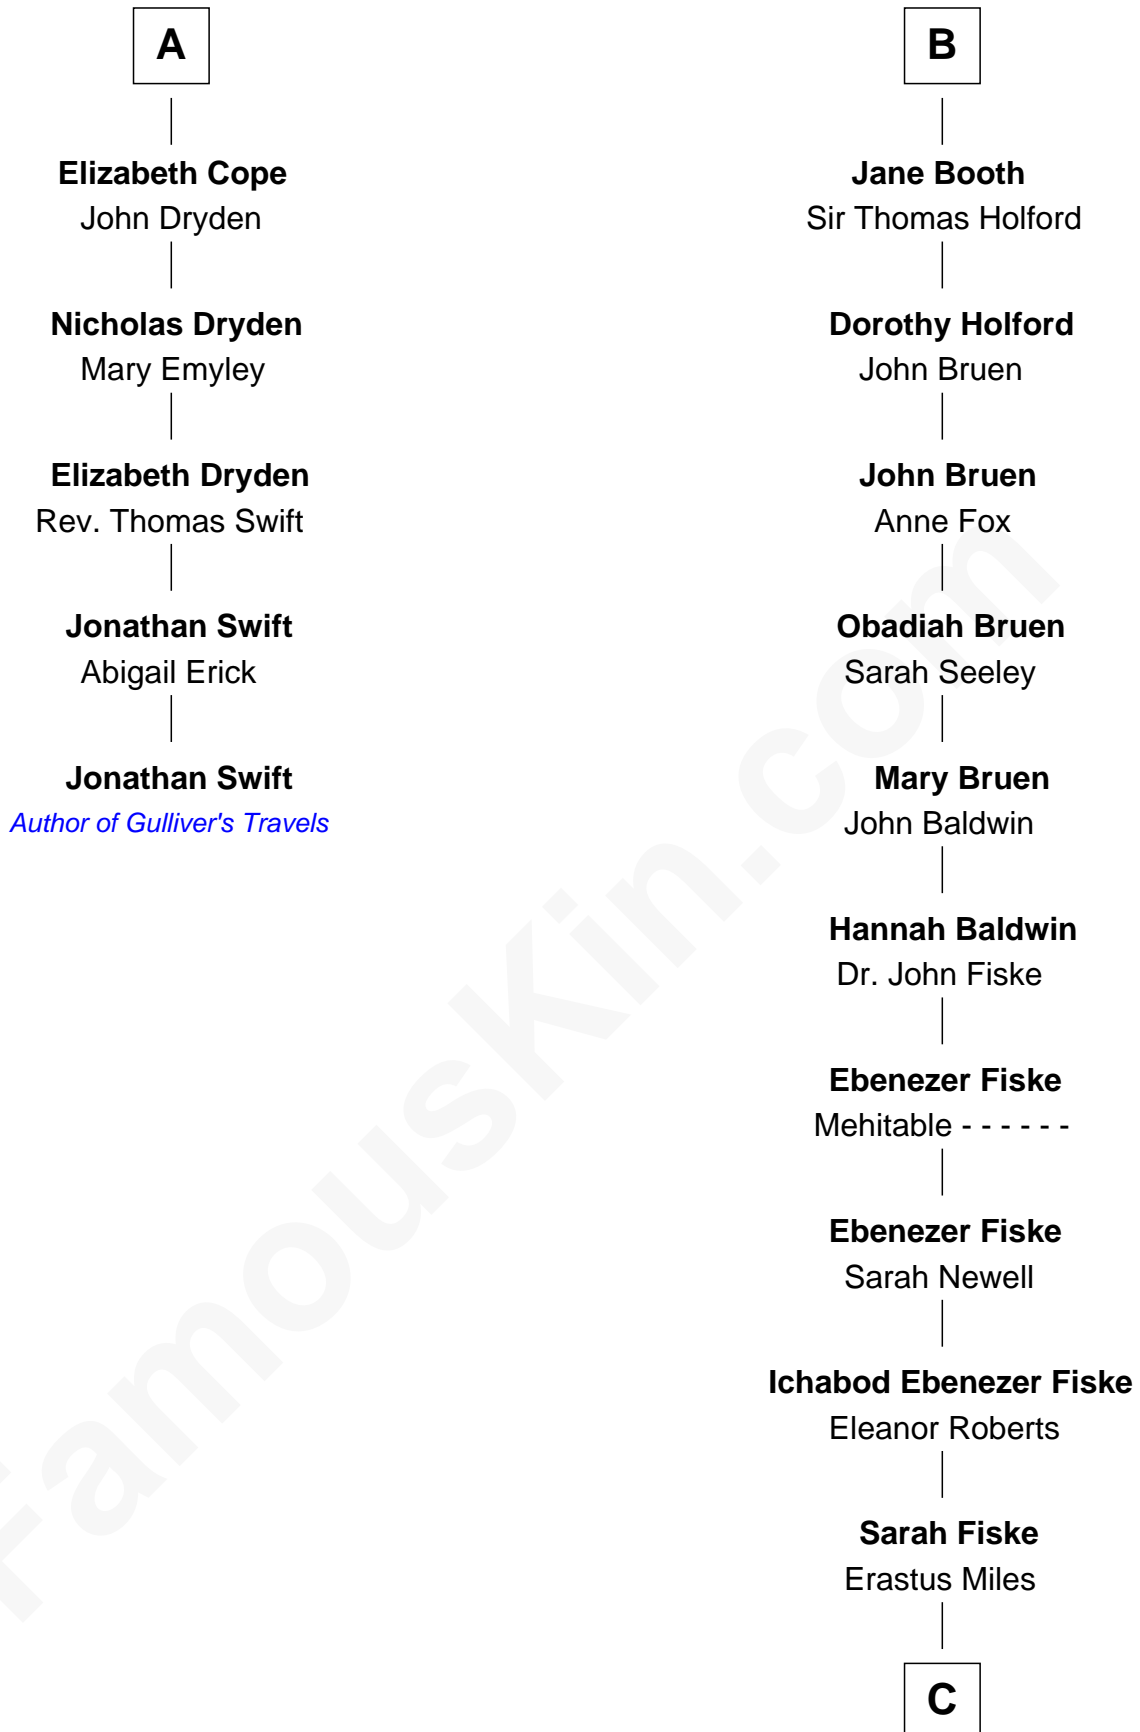 A
Elizabeth Cope
John Dryden
Nicholas Dryden
Mary Emyley
Elizabeth Dryden
Rev. Thomas Swift
Jonathan Swift
Abigail Erick
Jonathan Swift
Author of Gulliver's Travels
B
Jane Booth
Sir Thomas Holford
Dorothy Holford
John Bruen
John Bruen
Anne Fox
Obadiah Bruen
Sarah Seeley
Mary Bruen
John Baldwin
Hannah Baldwin
Dr. John Fiske
Ebenezer Fiske
Mehitable - - - - - -
Ebenezer Fiske
Sarah Newell
Ichabod Ebenezer Fiske
Eleanor Roberts
Sarah Fiske
Erastus Miles
C
FamousKin.com